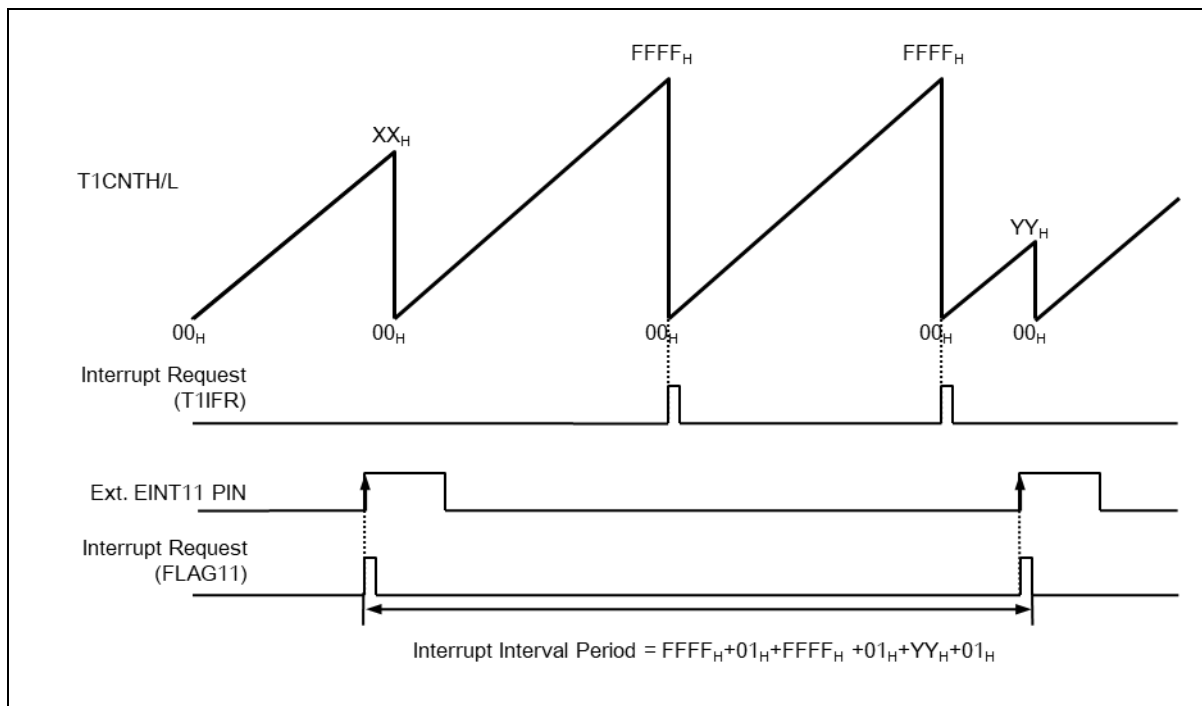 FFFFH
FFFFH
XXH
T1CNTH/L
YYH
00H
00H
00H
00H
00H
Interrupt Request
(T1IFR)
Ext. EINT11 PIN
Interrupt Request
(FLAG11)
Interrupt Interval Period = FFFFH+01H+FFFFH +01H+YYH+01H